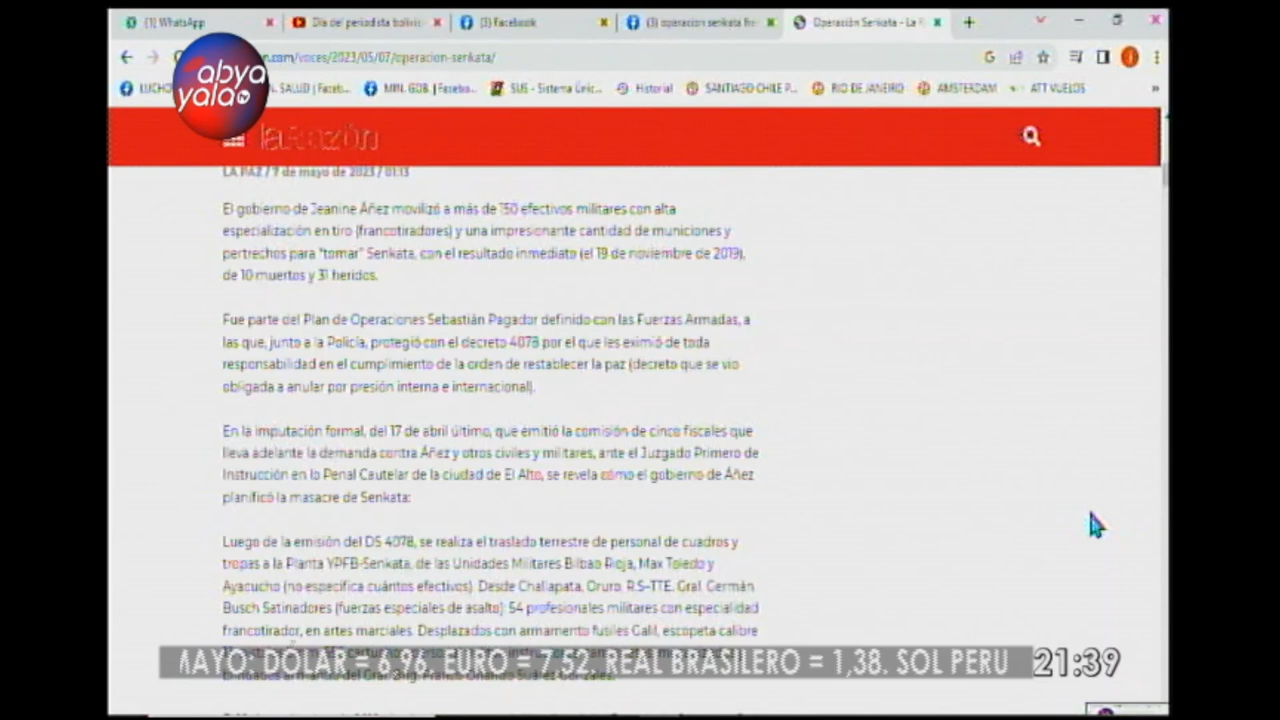 (1) WhatsApp
Día del periodista bolivia
(3) Facebook
(3) operacion senkata fre
Operación Senkata - La R
.com/voces/2023/05/07/operacion-senkata/
LUCHO
N. SALUD | Faceb...
MIN. GOB. | Facebo...
SUS - Sistema Únic...
Historial
SANTIAGO CHILE P...
RIO DE JANEIRO
AMSTERDAM
ATT VUELOS
abya
yala tv
la Razón
LA PAZ / 7 de mayo de 2023 / 01:13
El gobierno de Jeanine Áñez movilizó a más de 150 efectivos militares con alta
especialización en tiro (francotiradores) y una impresionante cantidad de municiones y
pertrechos para "tomar" Senkata, con el resultado inmediato (el 19 de noviembre de 2019),
de 10 muertos y 31 heridos.
Fue parte del Plan de Operaciones Sebastián Pagador definido con las Fuerzas Armadas, a
las que, junto a la Policía, protegió con el decreto 4078 por el que les eximió de toda
responsabilidad en el cumplimiento de la orden de restablecer la paz (decreto que se vio
obligada a anular por presión interna e internacional).
En la imputación formal, del 17 de abril último, que emitió la comisión de cinco fiscales que
lleva adelante la demanda contra Áñez y otros civiles y militares, ante el Juzgado Primero de
Instrucción en lo Penal Cautelar de la ciudad de El Alto, se revela cómo el gobierno de Áñez
planificó la masacre de Senkata:
Luego de la emisión del DS 4078, se realiza el traslado terrestre de personal de cuadros y
tropas a la Planta YPFB-Senkata, de las Unidades Militares Bilbao Rioja, Max Toledo y
Ayacucho (no especifica cuántos efectivos). Desde Challapata, Oruro, R.S-TTE. Gral. Germán
Busch Satinadores (fuerzas especiales de asalto): 54 profesionales militares con especialidad
francotirador, en artes marciales. Desplazados con armamento fusiles Galil, escopeta calibre
MAYO: DÓLAR = 6.96. EURO = 7.52. REAL BRASILERO = 1,38. SOL PERU
21:39